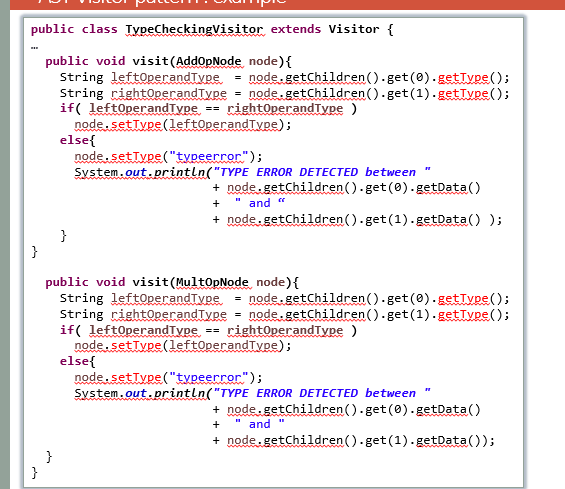 AST Visitor pattern : example
public class TypeCheckingVisitor extends Visitor {
…
public void visit(AddOpNode node){
String leftOperandType = node.getChildren().get(0).getType();
String rightOperandType = node.getChildren().get(1).getType();
if( leftOperandType == rightOperandType )
node.setType(leftOperandType);
else{
node.setType("typeerror");
System.out.println("TYPE ERROR DETECTED between "
+ node.getChildren().get(0).getData()
+ " and “
+ node.getChildren().get(1).getData() );
}
}
public void visit(MultOpNode node){
String leftOperandType = node.getChildren().get(0).getType();
String rightOperandType = node.getChildren().get(1).getType();
if( leftOperandType == rightOperandType )
node.setType(leftOperandType);
else{
node.setType("typeerror");
System.out.println("TYPE ERROR DETECTED between "
+ node.getChildren().get(0).getData()
+ " and "
+ node.getChildren().get(1).getData());
}
}